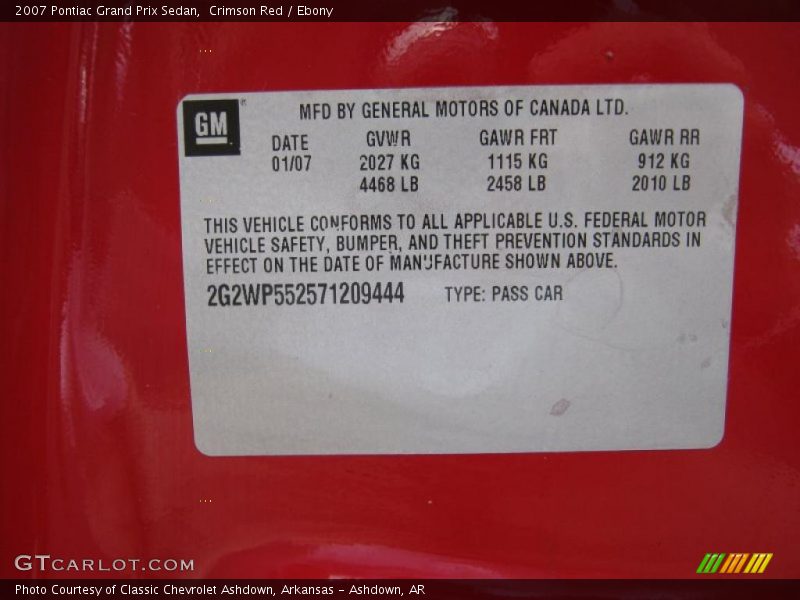 2007 Pontiac Grand Prix Sedan,  Crimson Red / Ebony
GM
MFD BY GENERAL MOTORS OF CANADA LTD.
DATE GVWR GAWR FRT GAWR RR
01/07 2027 KG 1115 KG 912 KG
4468 LB 2458 LB 2010 LB
THIS VEHICLE CONFORMS TO ALL APPLICABLE U.S. FEDERAL MOTOR
VEHICLE SAFETY, BUMPER, AND THEFT PREVENTION STANDARDS IN
EFFECT ON THE DATE OF MANUFACTURE SHOWN ABOVE.
2G2WP552571209444 TYPE: PASS CAR
GTCARLOT.COM
Photo Courtesy of Classic Chevrolet Ashdown, Arkansas - Ashdown, AR